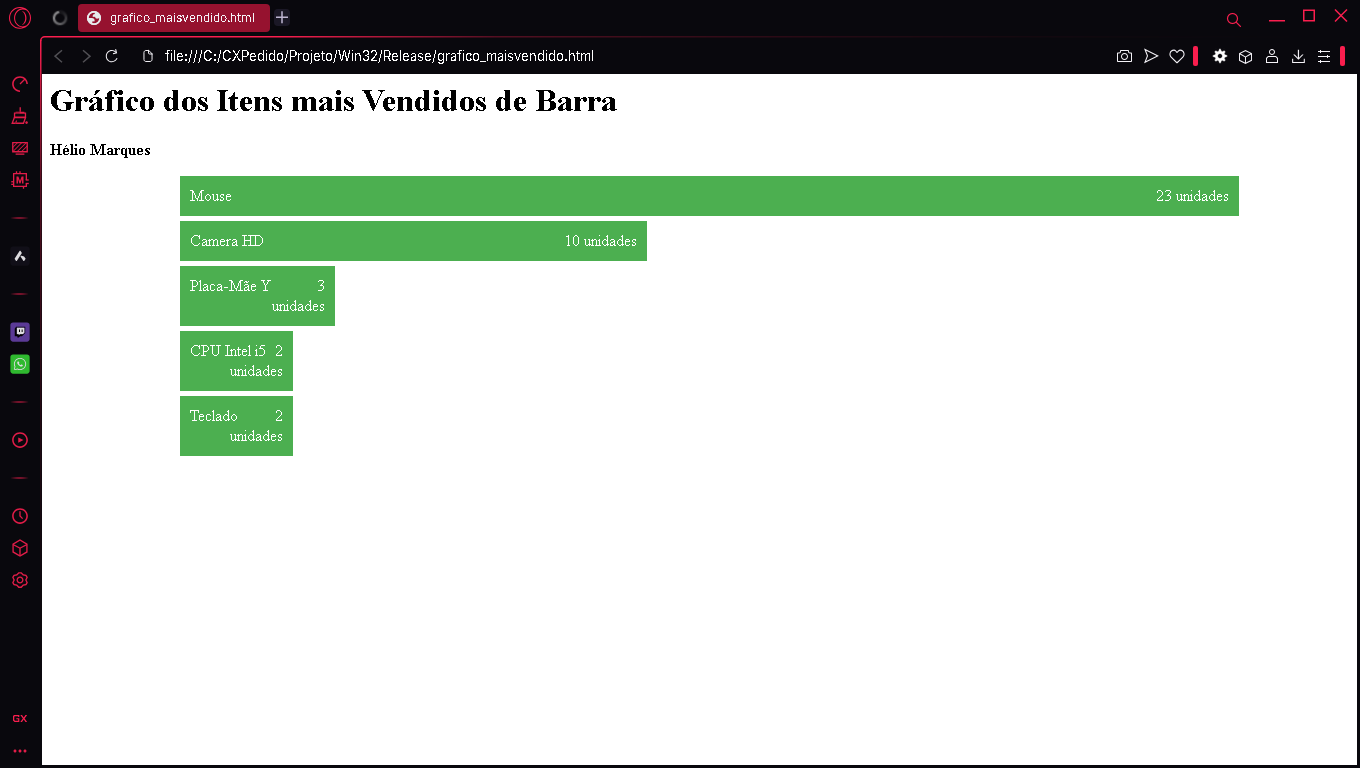 grafico_maisvendido.html
file:///C:/CXPedido/Projeto/Win32/Release/grafico_maisvendido.html
M
Gráfico dos Itens mais Vendidos de Barra
Hélio Marques
Mouse 23 unidades
Camera HD 10 unidades
Placa-Mãe Y 3
unidades
CPU Intel i5 2
unidades
Teclado 2
unidades
GX